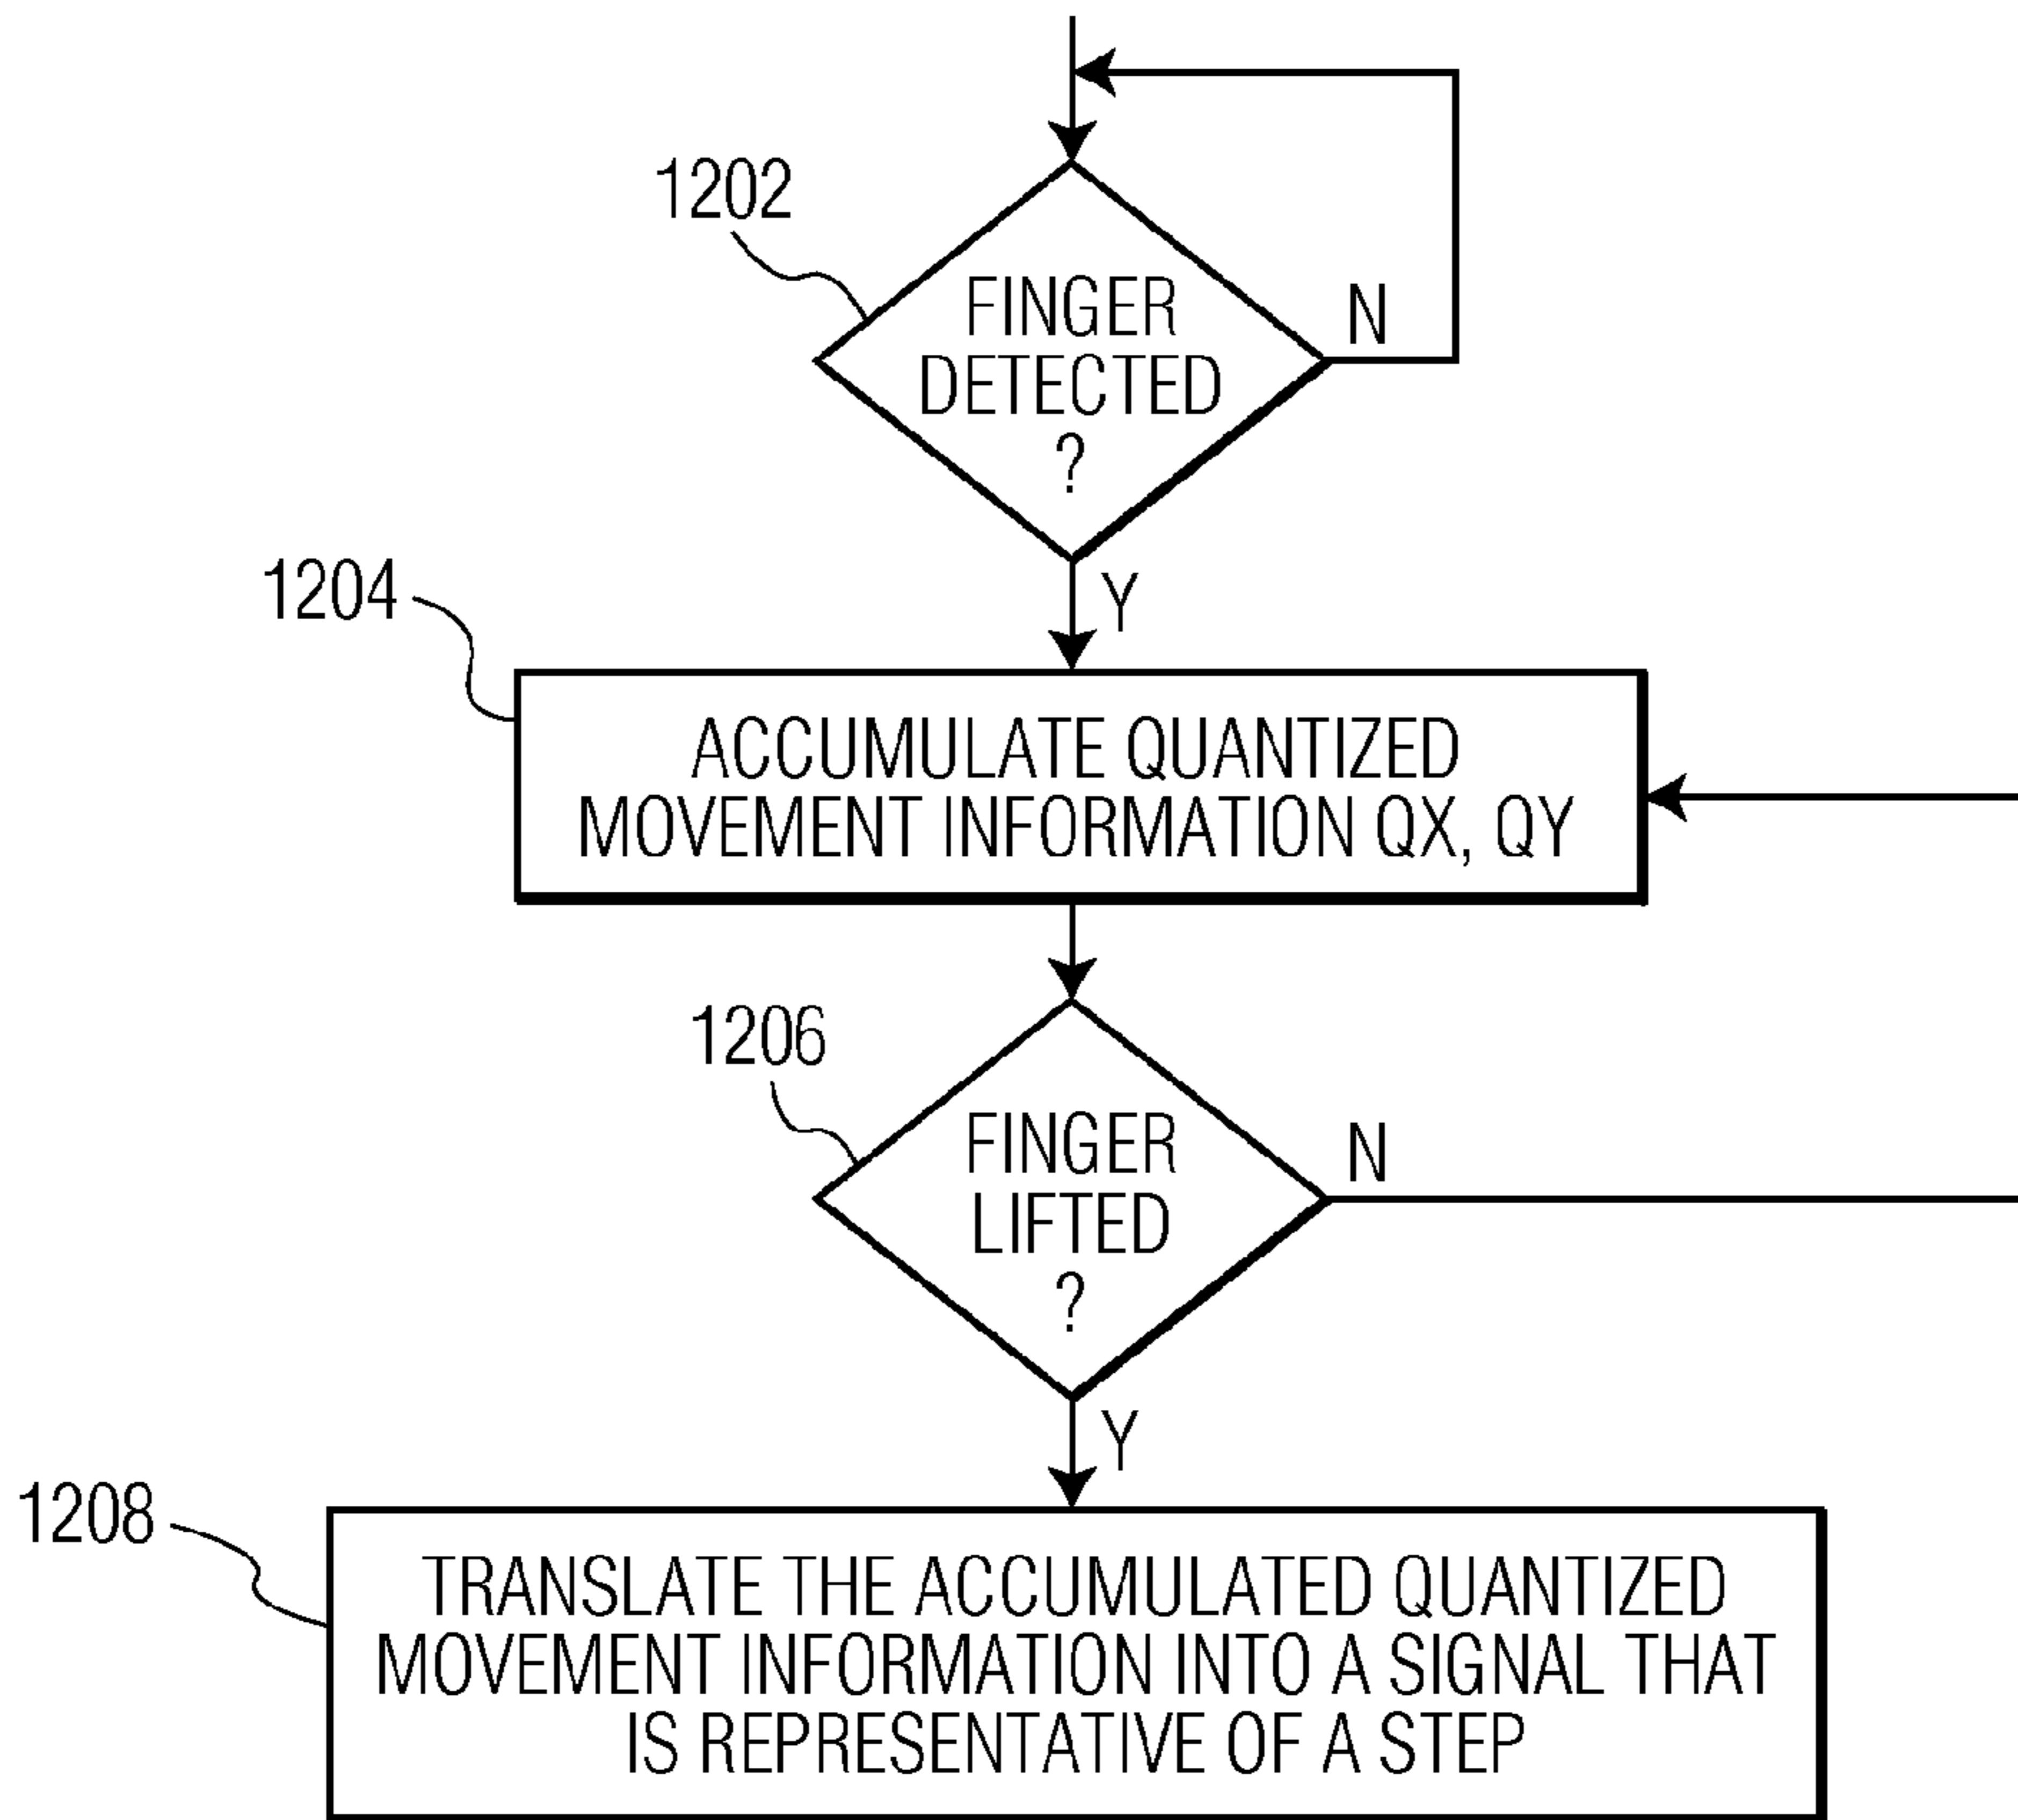 1202
FINGER
DETECTED
?
N
Y
1204
ACCUMULATE QUANTIZED
MOVEMENT INFORMATION QX, QY
1206
FINGER
LIFTED
?
N
Y
1208
TRANSLATE THE ACCUMULATED QUANTIZED
MOVEMENT INFORMATION INTO A SIGNAL THAT
IS REPRESENTATIVE OF A STEP